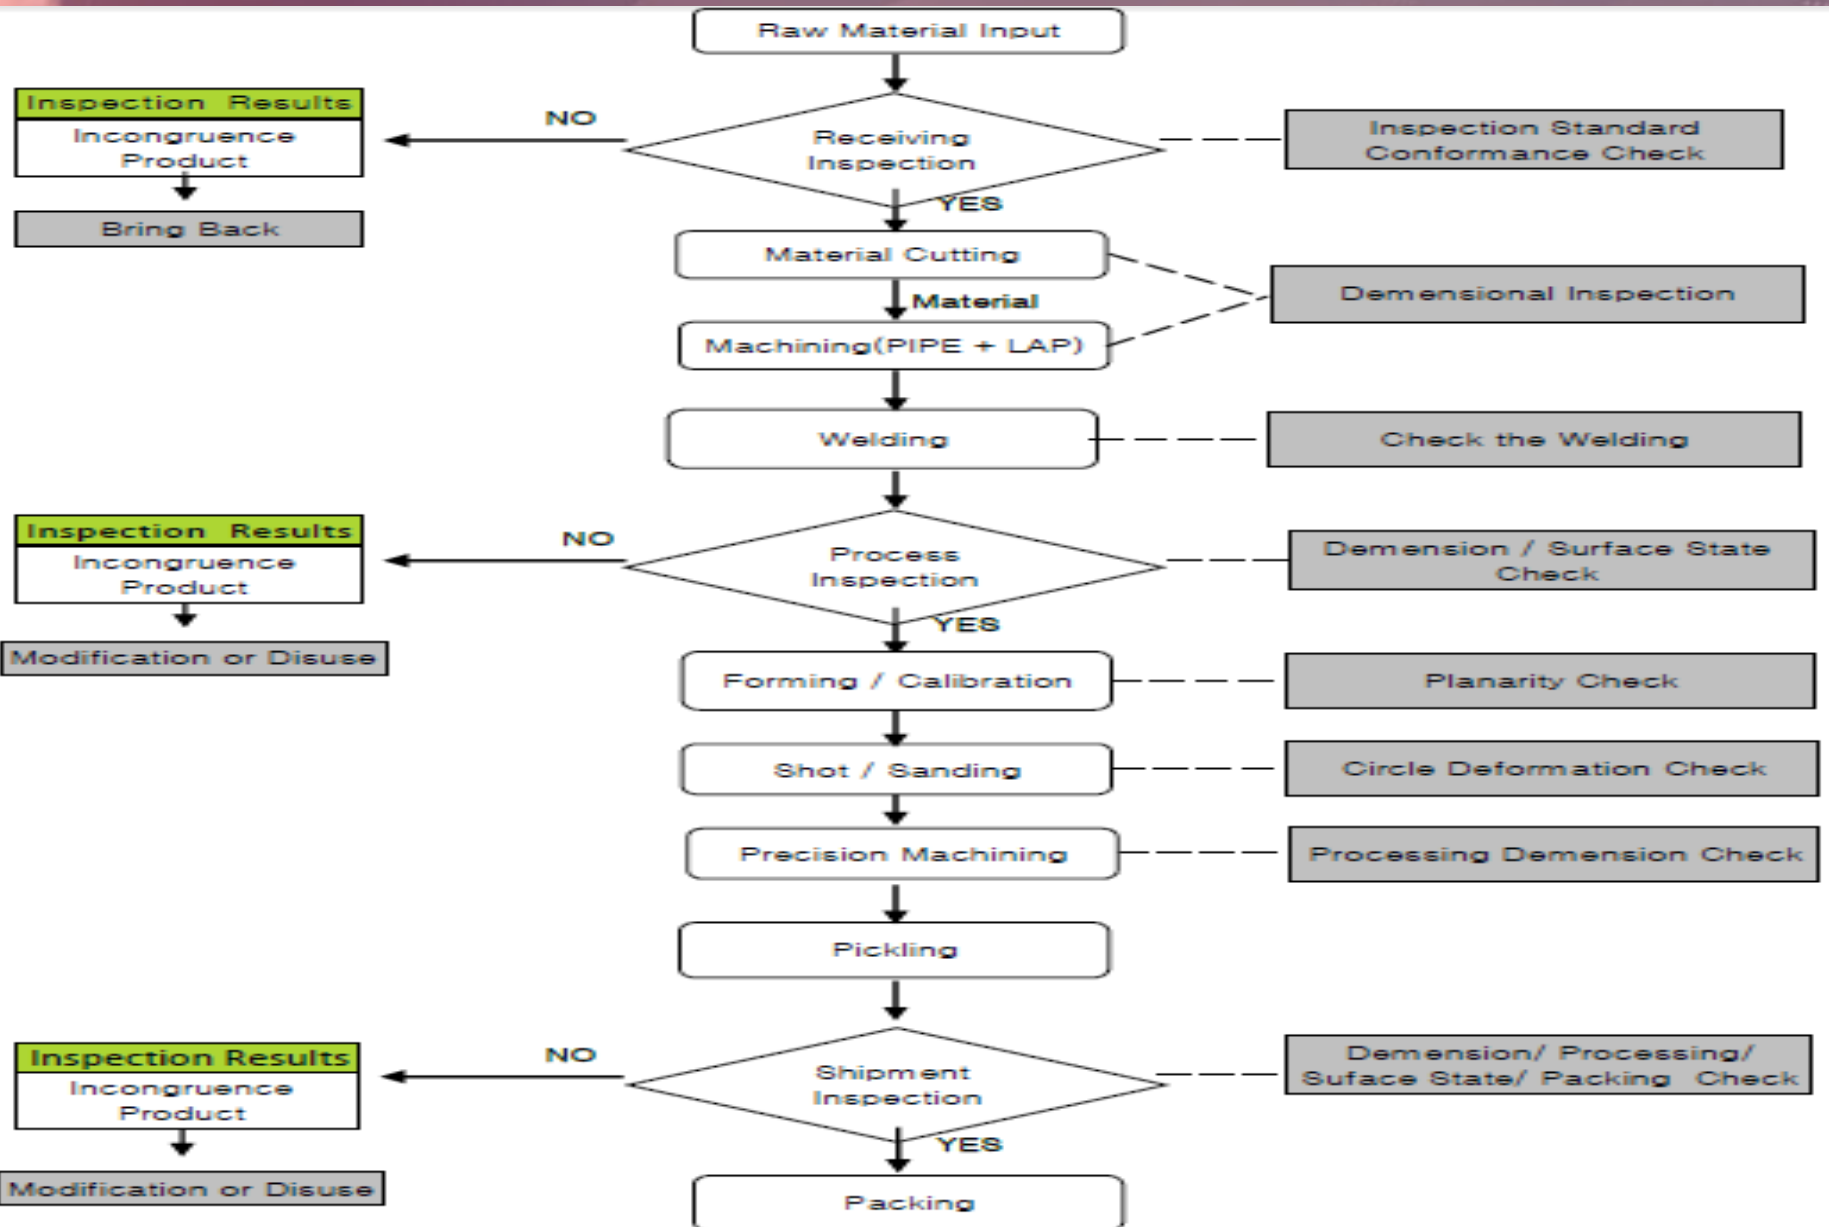 Raw Material Input
Inspection Results
Incongruence
Product
Bring Back
NO
Receiving
Inspection
YES
Inspection Standard
Conformance Check
Material Cutting
Material
Machining(PIPE + LAP)
Demensional Inspection
Welding
Check the Welding
Inspection Results
Incongruence
Product
Modification or Disuse
NO
Process
Inspection
YES
Demension / Surface State
Check
Forming / Calibration
Planarity Check
Shot / Sanding
Circle Deformation Check
Precision Machining
Processing Demension Check
Pickling
Inspection Results
Incongruence
Product
Modification or Disuse
NO
Shipment
Inspection
YES
Demension/ Processing/
Suface State/ Packing Check
Packing